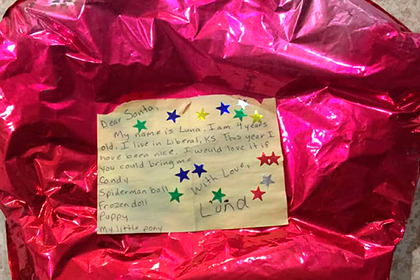 Dear Santa,
My name is Luna. I am 4 years
old. I live in Liberal, KS. This year I
have been nice. I would love it if
you could bring me
Candy
Spiderman ball
Frozen doll
Puppy
My little pony
With Love,
Luna